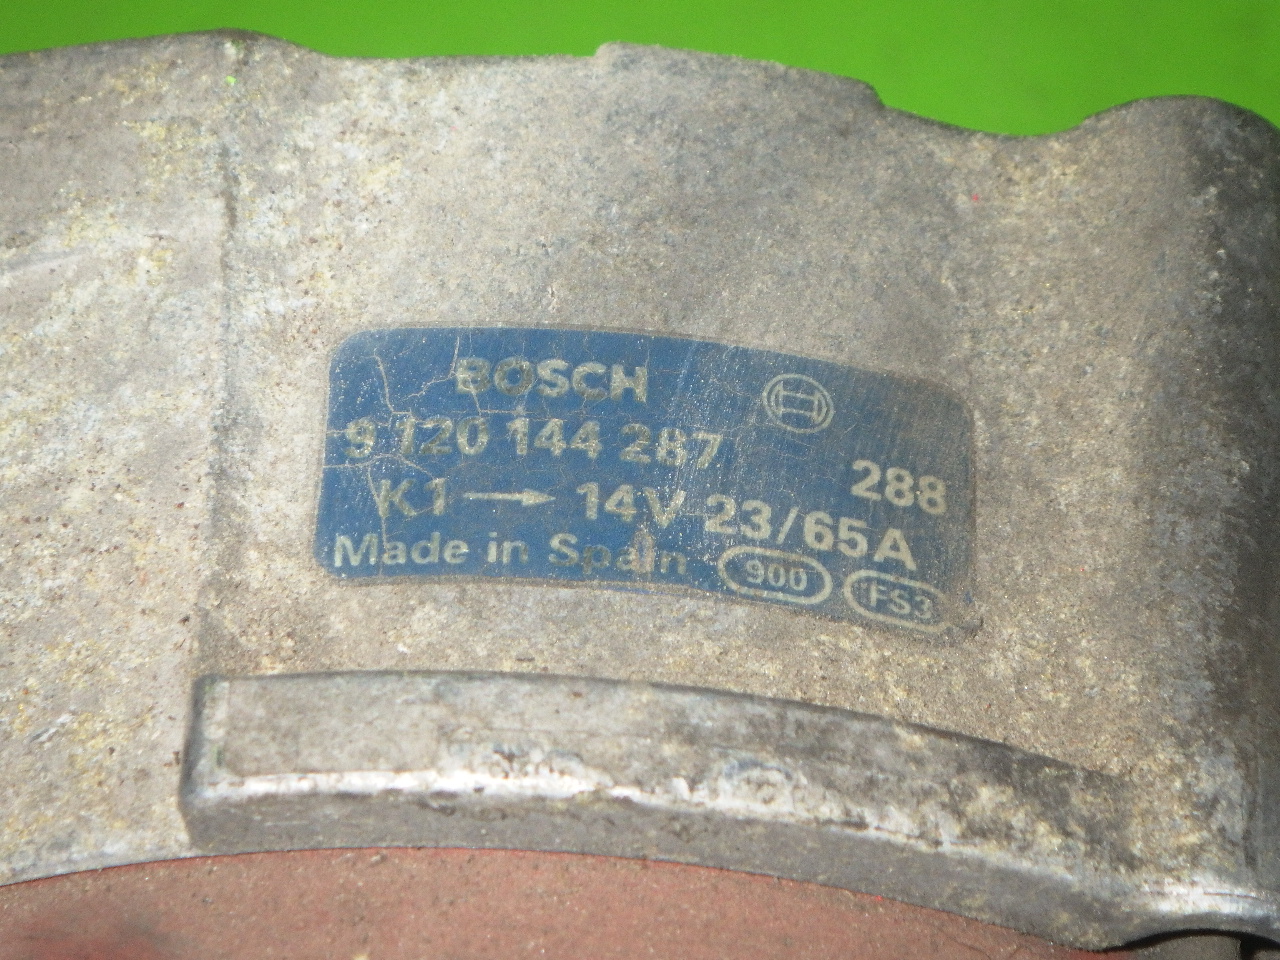 BOSCH
9 120 144 287 288
K1 → 14V 23/65A
Made in Spain 900 FS3